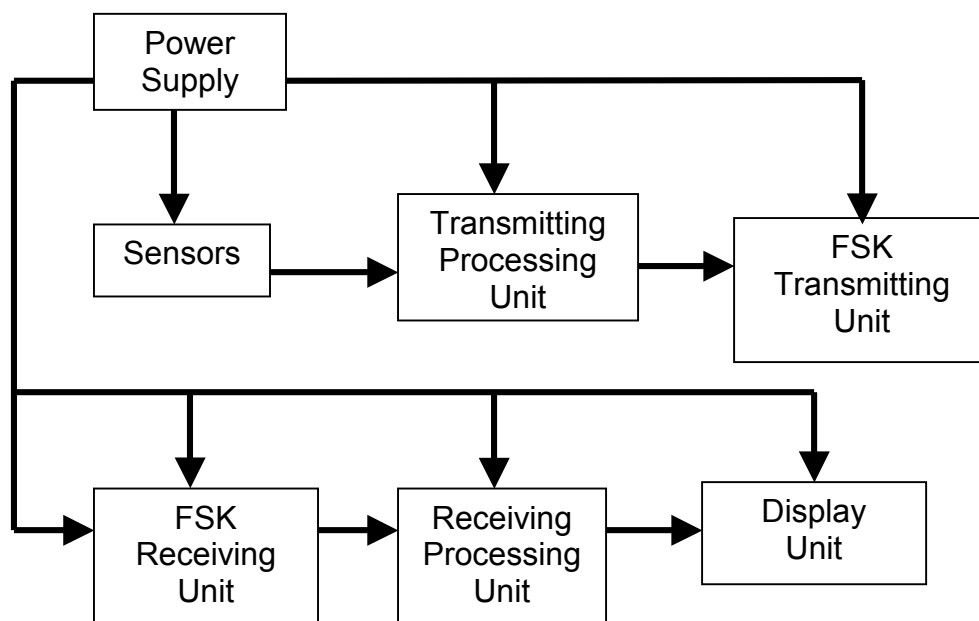 Power
Supply
Sensors
Transmitting
Processing
Unit
FSK
Transmitting
Unit
FSK
Receiving
Unit
Receiving
Processing
Unit
Display
Unit